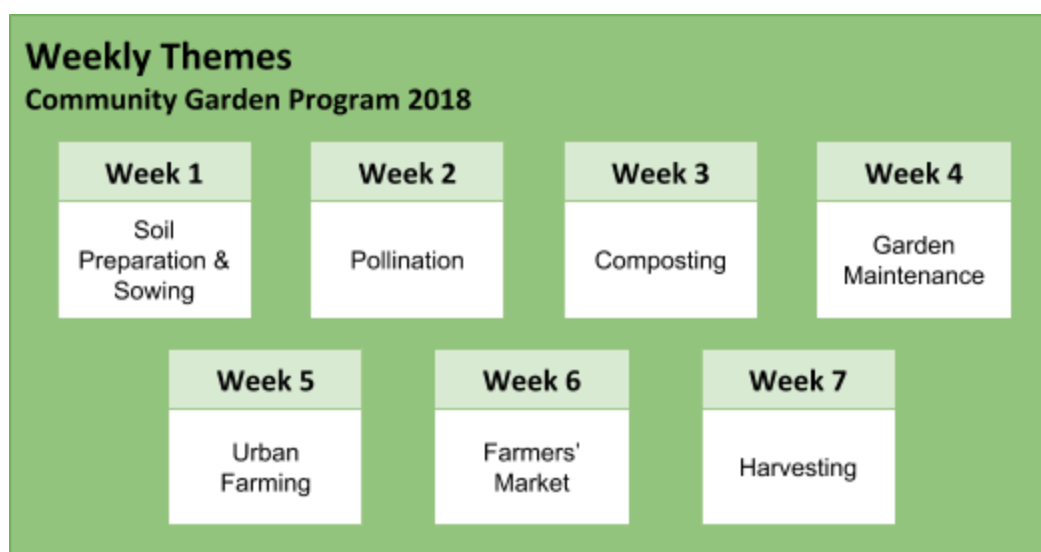 Weekly Themes
Community Garden Program 2018
Week 1
Soil
Preparation &
Sowing
Week 2
Pollination
Week 3
Composting
Week 4
Garden
Maintenance
Week 5
Urban
Farming
Week 6
Farmers'
Market
Week 7
Harvesting